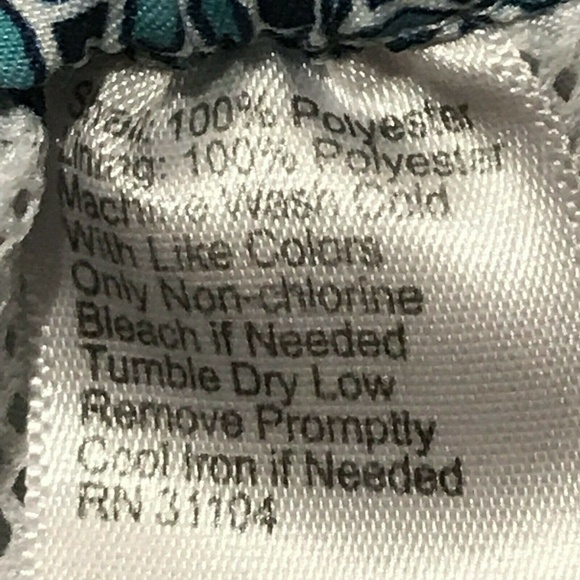 Shell: 100% Polyester
Lining: 100% Polyester
Machine Wash Cold
With Like Colors
Only Non-chlorine
Bleach if Needed
Tumble Dry Low
Remove Promptly
Cool Iron if Needed
RN 31104